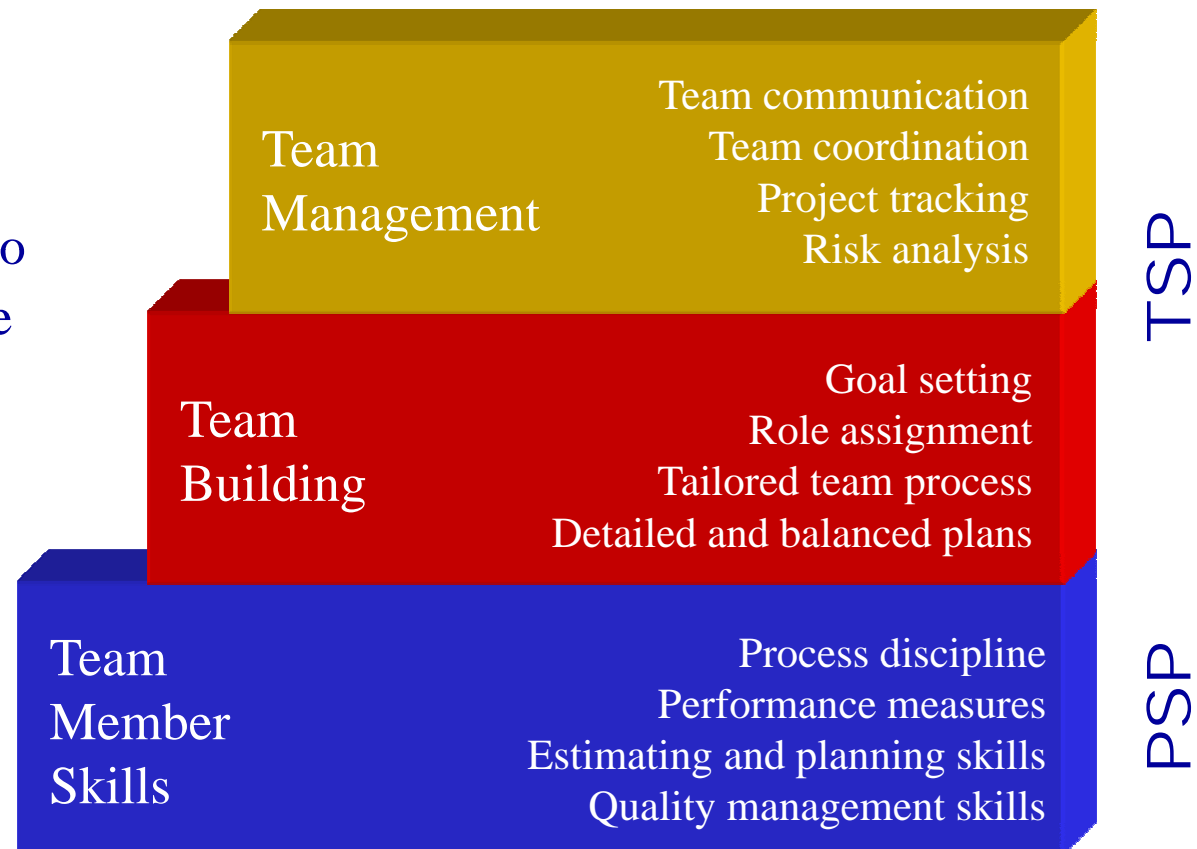 Team
Management
Team communication
Team coordination
Project tracking
Risk analysis
TSP
Team
Building
Goal setting
Role assignment
Tailored team process
Detailed and balanced plans
Team
Member
Skills
Process discipline
Performance measures
Estimating and planning skills
Quality management skills
PSP